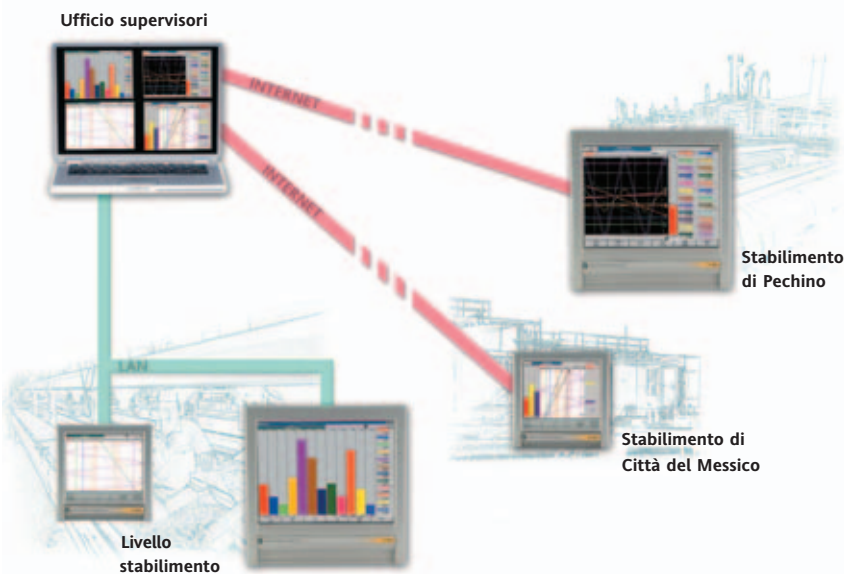 Ufficio supervisori
INTERNET
INTERNET
Stabilimento
di Pechino
LAN
Stabilimento di
Città del Messico
Livello
stabilimento